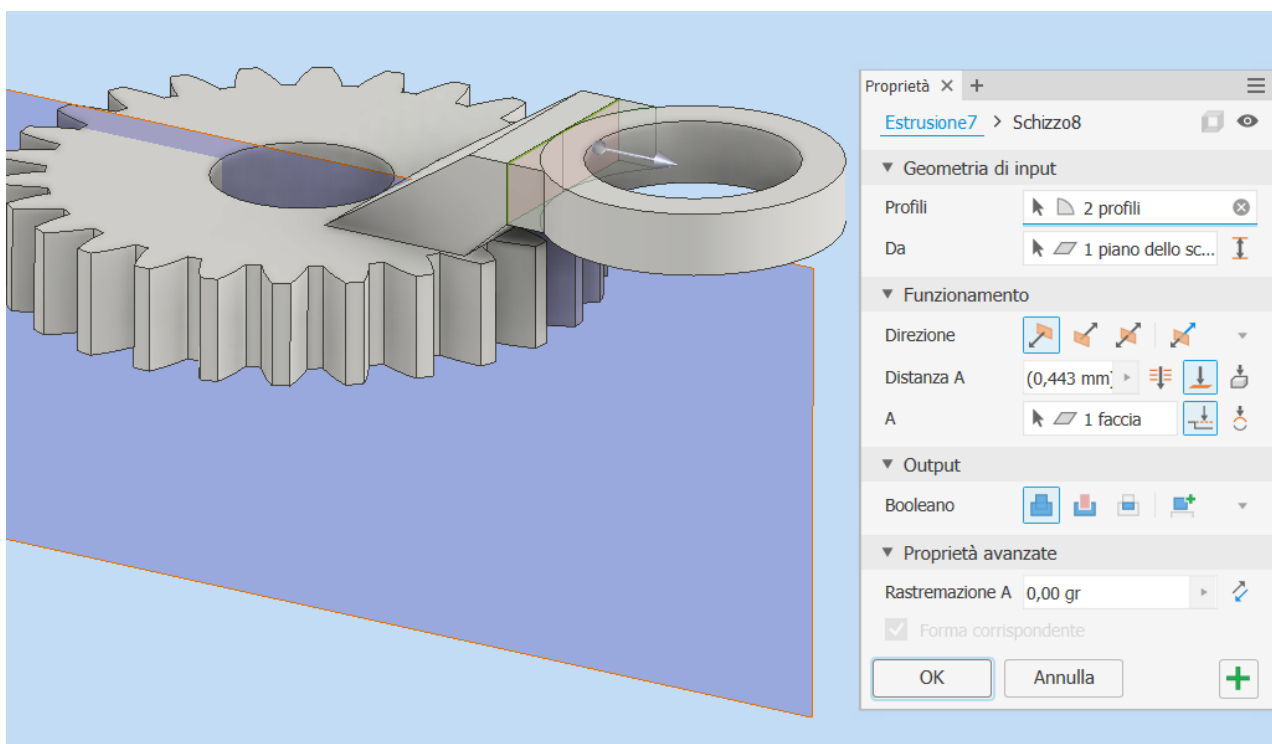 Proprietà × +
Estrusione7 > Schizzo8
Geometria di input
Profili 2 profili
Da 1 piano dello sc...
Funzionamento
Direzione
Distanza A (0,443 mm)
A 1 faccia
Output
Booleano
Proprietà avanzate
Rastremazione A 0,00 gr
Forma corrispondente
OK Annulla